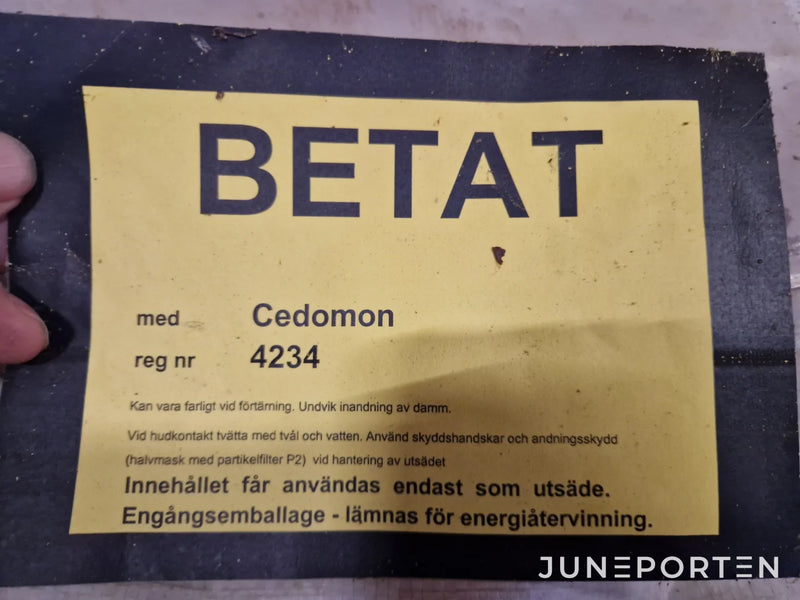 BETAT
med Cedomon
reg nr 4234
Kan vara farligt vid förtärning. Undvik inandning av damm.
Vid hudkontakt tvätta med tvål och vatten. Använd skyddshandskar och andningsskydd
(halvmask med partikelfilter P2) vid hantering av utsädet
Innehållet får användas endast som utsäde.
Engångsemballage - lämnas för energiåtervinning.
JUNEPORTEN